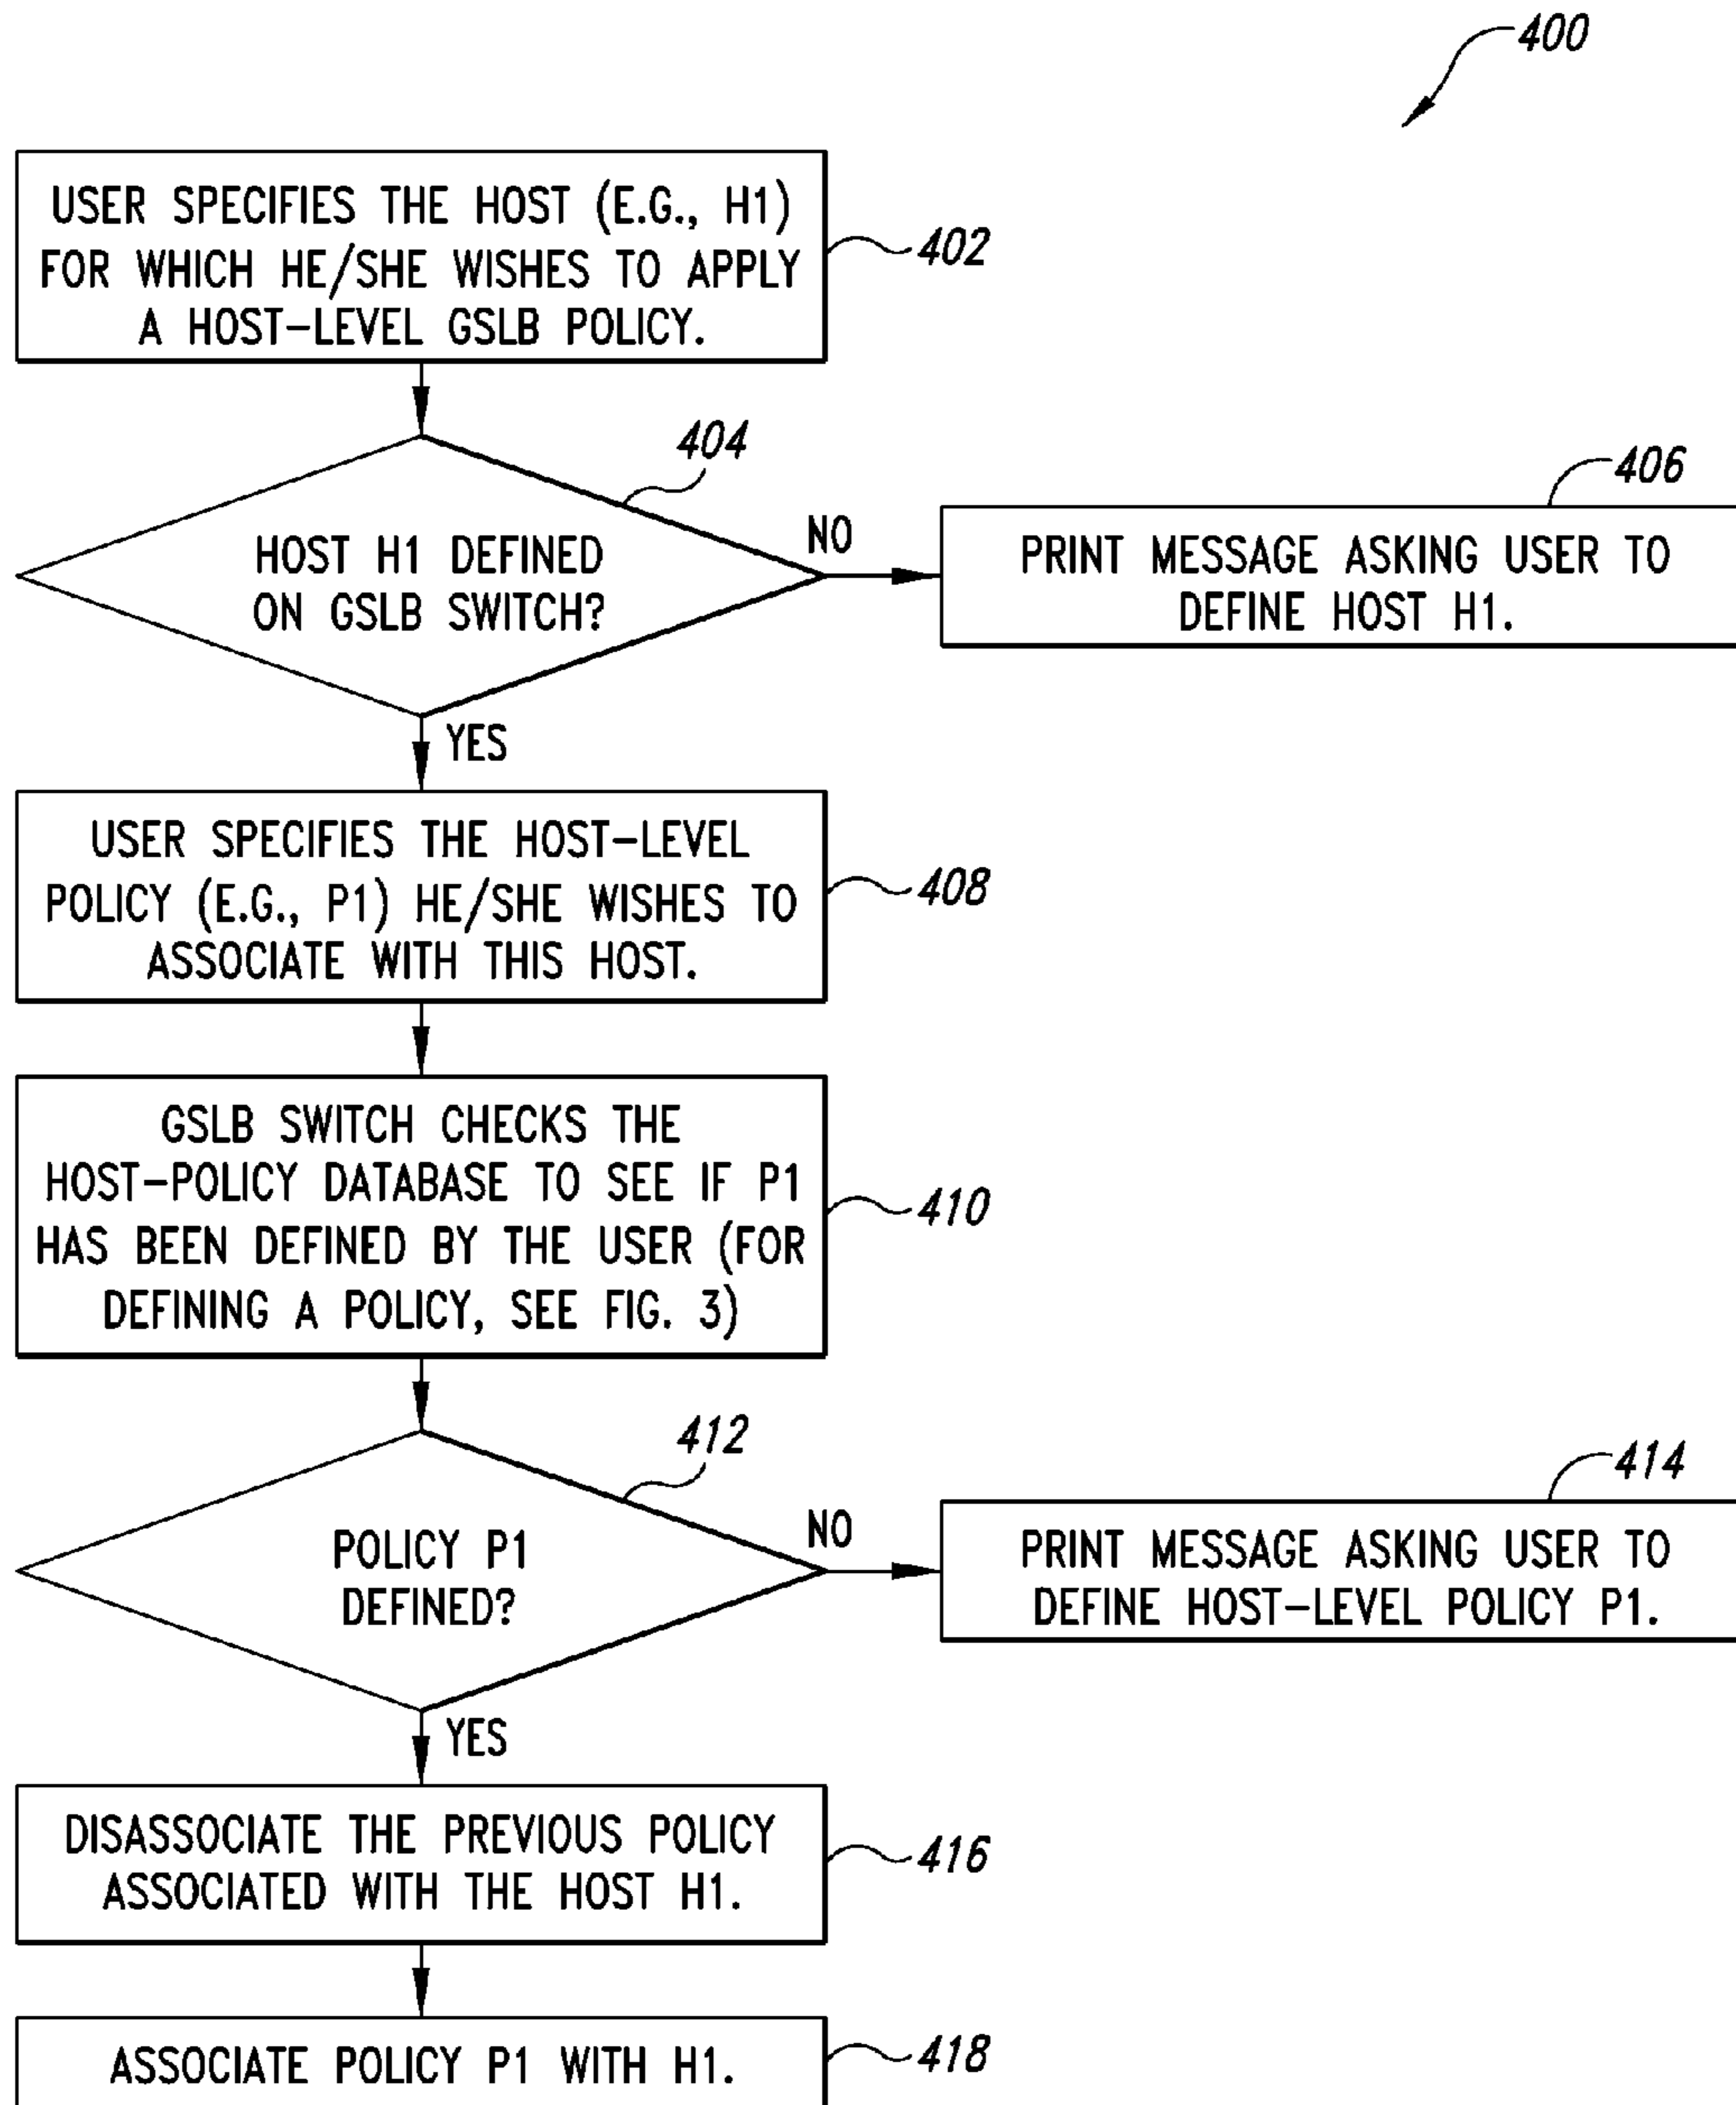 400
USER SPECIFIES THE HOST (E.G., H1)
FOR WHICH HE/SHE WISHES TO APPLY
A HOST-LEVEL GSLB POLICY.
402
404
HOST H1 DEFINED
ON GSLB SWITCH?
NO
406
PRINT MESSAGE ASKING USER TO
DEFINE HOST H1.
YES
USER SPECIFIES THE HOST-LEVEL
POLICY (E.G., P1) HE/SHE WISHES TO
ASSOCIATE WITH THIS HOST.
408
GSLB SWITCH CHECKS THE
HOST-POLICY DATABASE TO SEE IF P1
HAS BEEN DEFINED BY THE USER (FOR
DEFINING A POLICY, SEE FIG. 3)
410
412
POLICY P1
DEFINED?
NO
414
PRINT MESSAGE ASKING USER TO
DEFINE HOST-LEVEL POLICY P1.
YES
DISASSOCIATE THE PREVIOUS POLICY
ASSOCIATED WITH THE HOST H1.
416
ASSOCIATE POLICY P1 WITH H1.
418